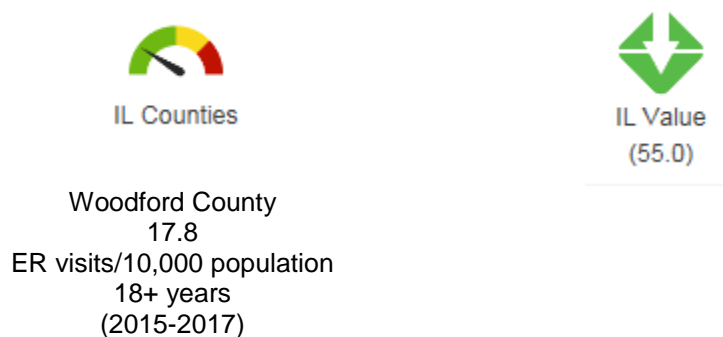 IL Counties
IL Value
(55.0)
Woodford County
17.8
ER visits/10,000 population
18+ years
(2015-2017)